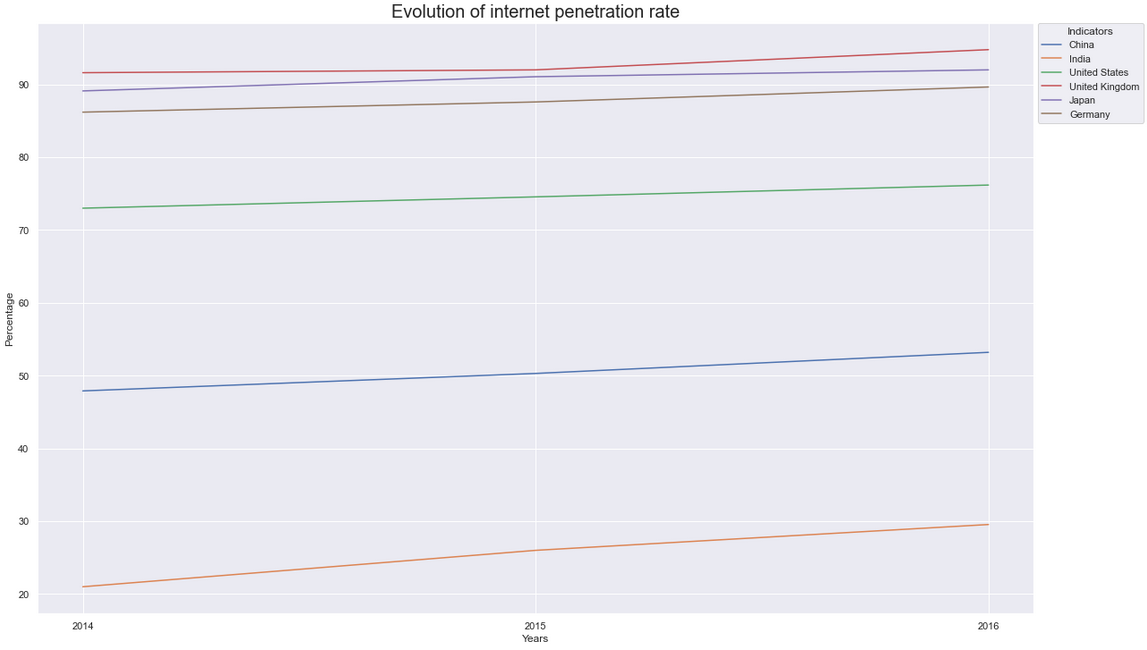 Evolution of internet penetration rate
Indicators
China
India
United States
United Kingdom
Japan
Germany
90
80
70
60
50
40
30
20
Percentage
2014
2015
2016
Years